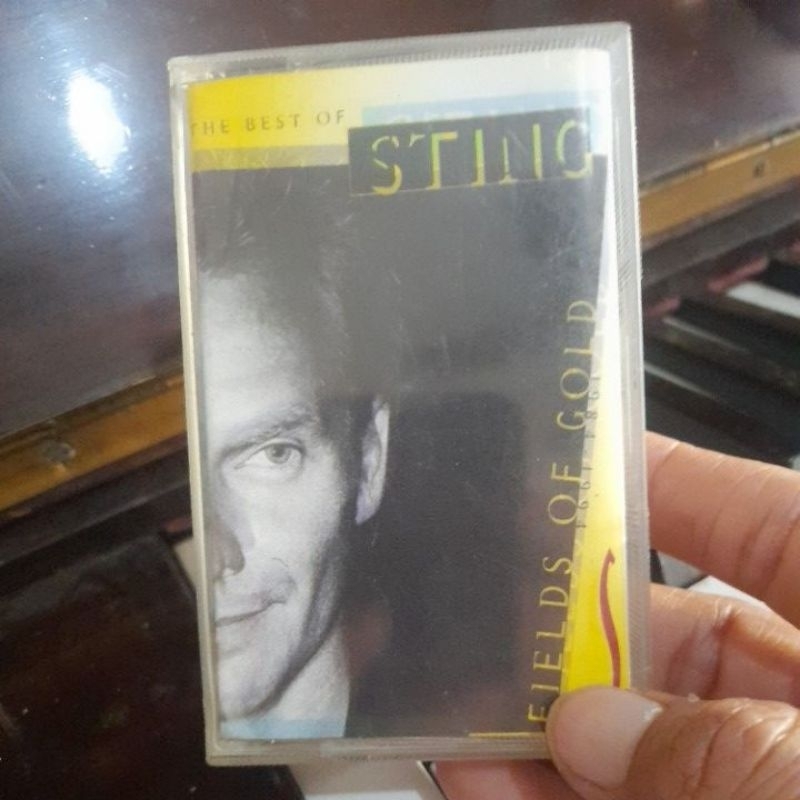 THE BEST OF
STING
FIELDS OF GOLD
1984-1994